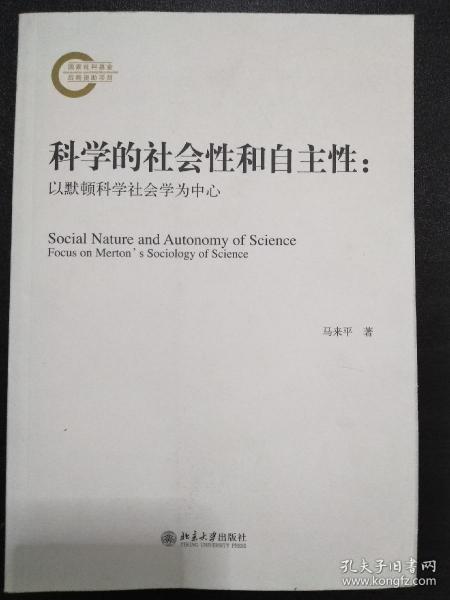 国家社科基金
后期资助项目
科学的社会性和自主性：
以默顿科学社会学为中心
Social Nature and Autonomy of Science
Focus on Merton's Sociology of Science
马来平 著
北京大学出版社
PEKING UNIVERSITY PRESS
孔夫子旧书网
www.kongfz.com